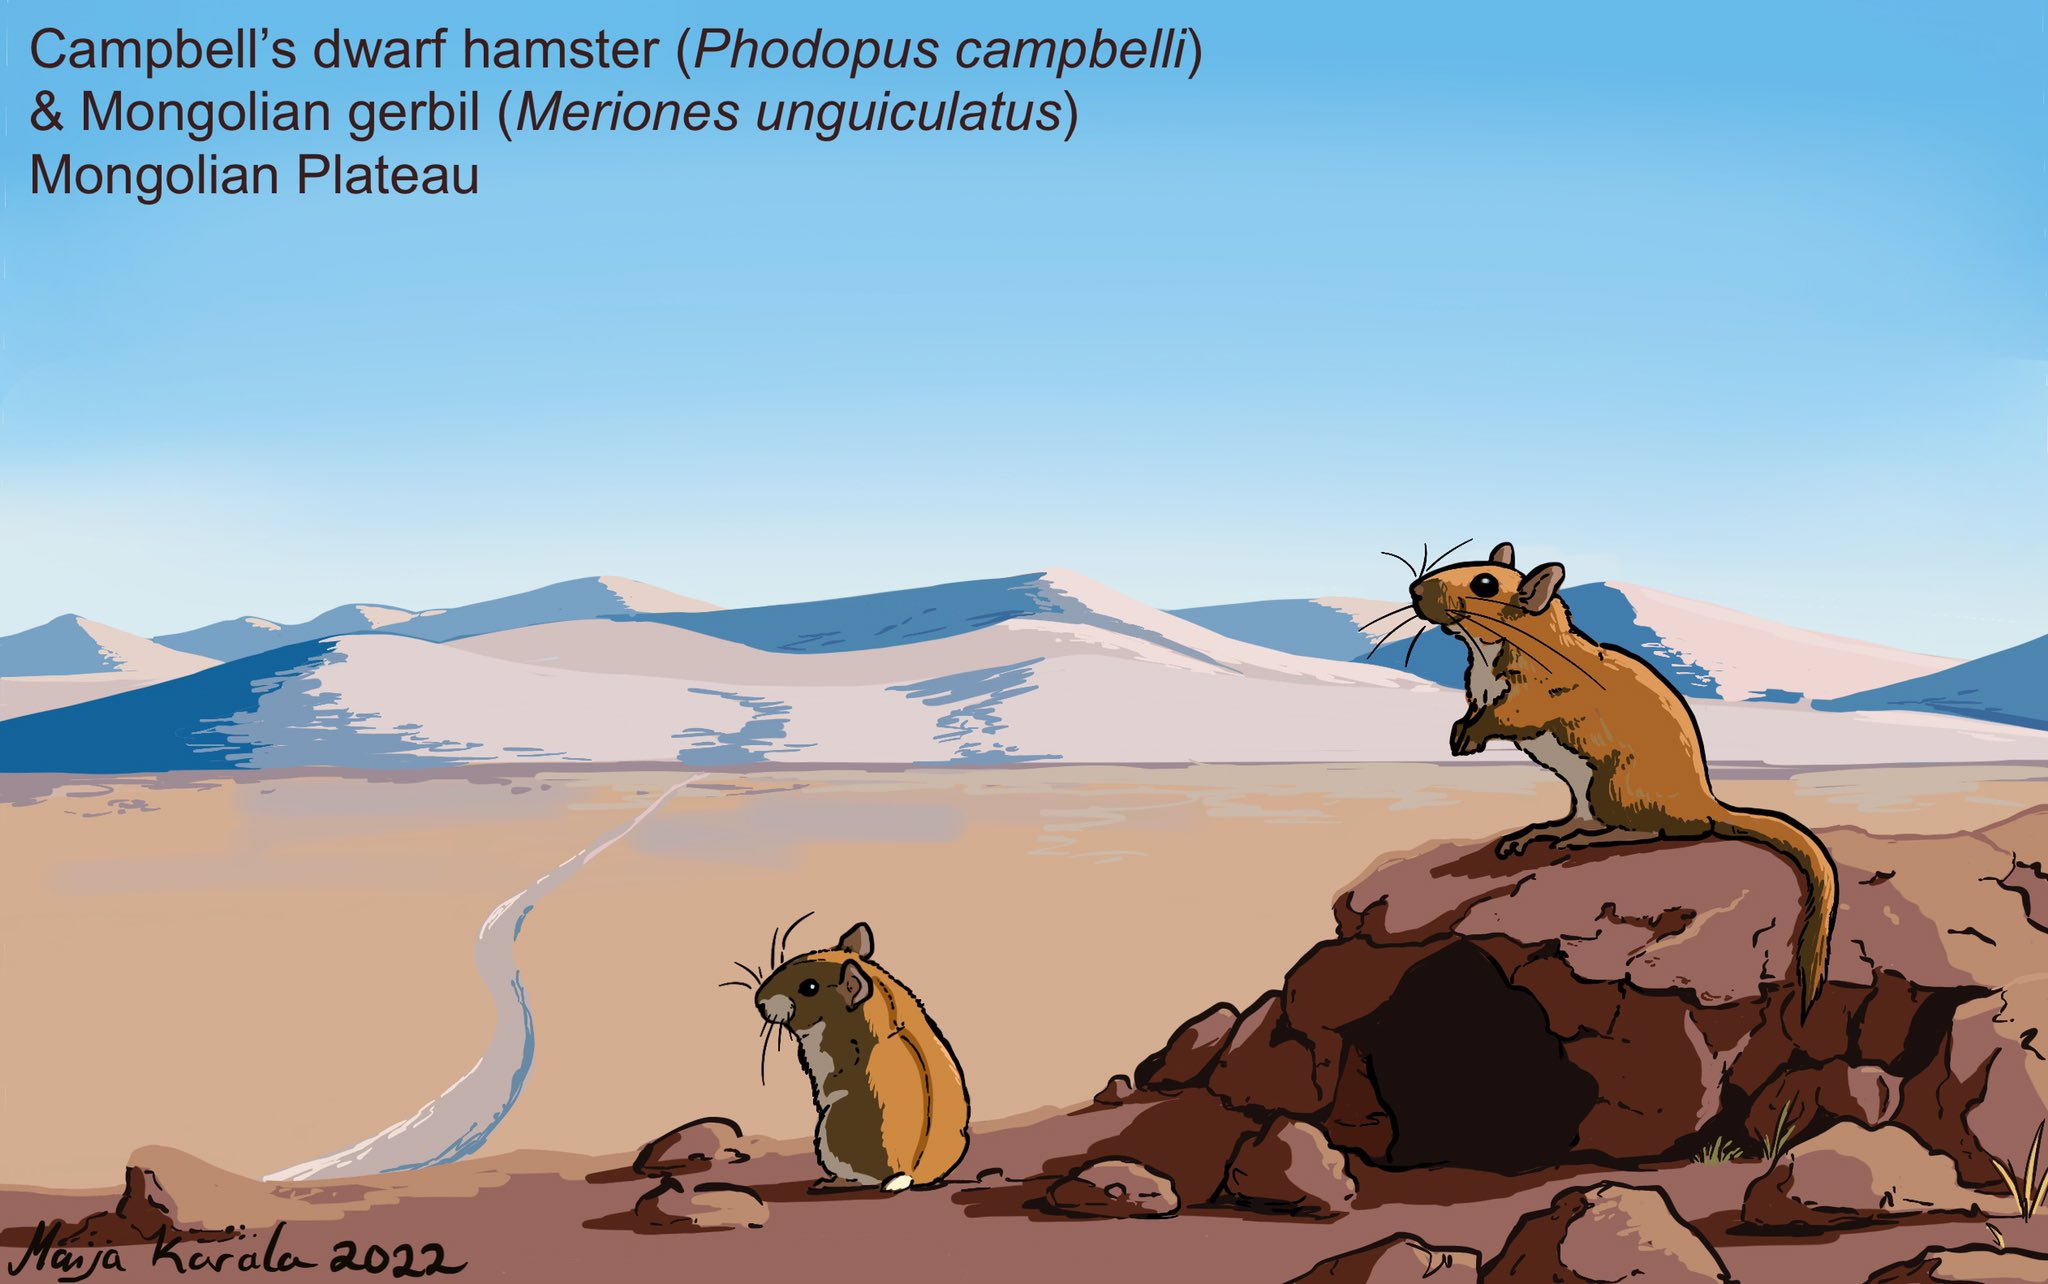 Campbell’s dwarf hamster (Phodopus campbelli)
& Mongolian gerbil (Meriones unguiculatus)
Mongolian Plateau
Maija Karala 2022